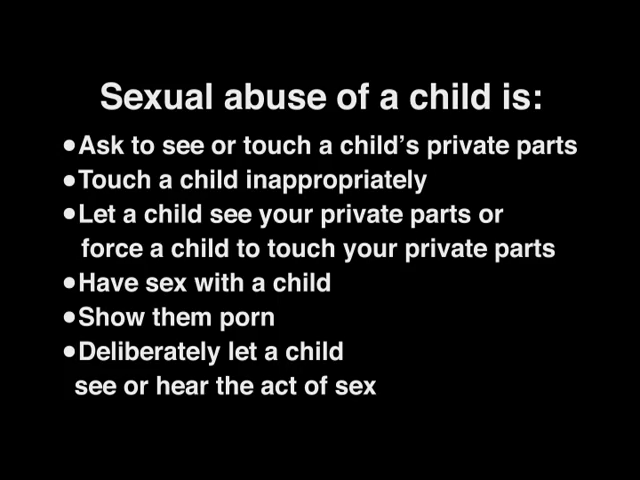 Sexual abuse of a child is:
•Ask to see or touch a child's private parts
•Touch a child inappropriately
•Let a child see your private parts or
force a child to touch your private parts
•Have sex with a child
•Show them porn
•Deliberately let a child
see or hear the act of sex